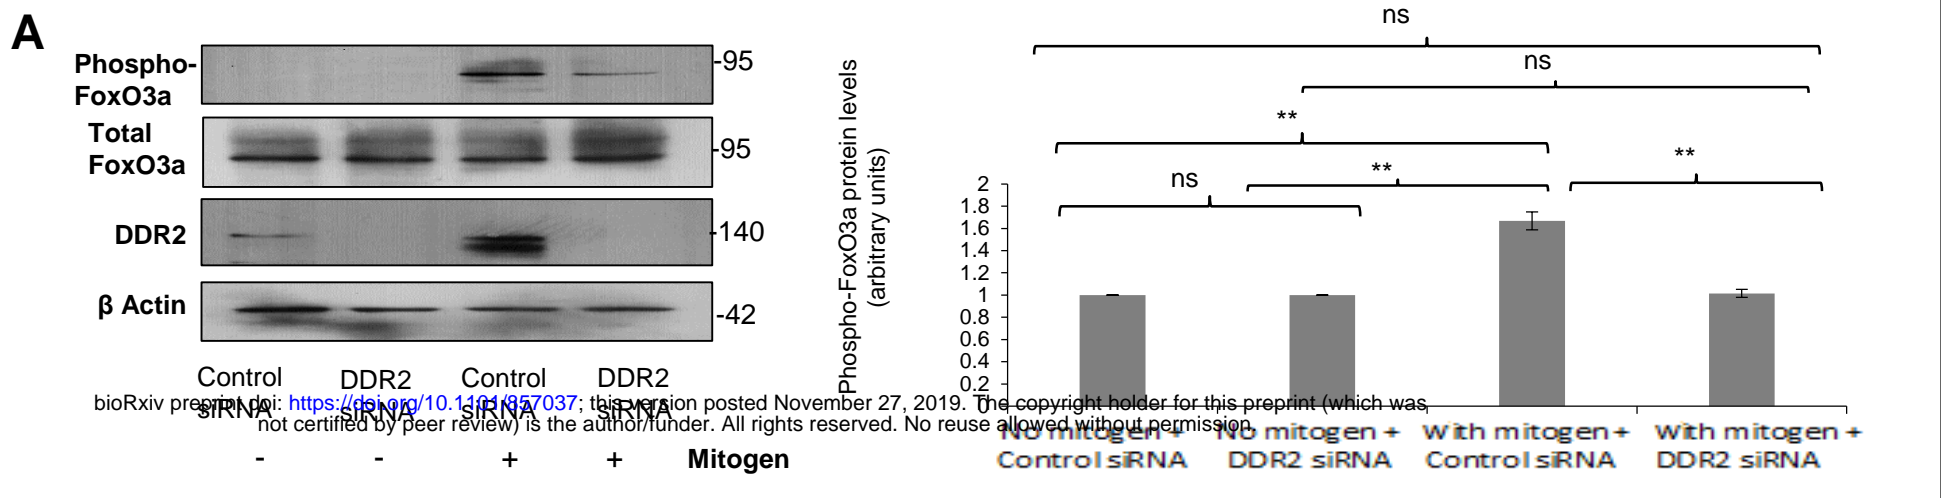 A
Phospho-
FoxO3a
-95
Total
FoxO3a
-95
DDR2
-140
β Actin
-42
Control
siRNA
DDR2
siRNA
Control
siRNA
DDR2
siRNA
- - + + Mitogen
ns
ns
**
**
ns
**
Phospho-FoxO3a protein levels
(arbitrary units)
2
1.8
1.6
1.4
1.2
1
0.8
0.6
0.4
0.2
0
No mitogen +
Control siRNA
No mitogen +
DDR2 siRNA
With mitogen +
Control siRNA
With mitogen +
DDR2 siRNA
bioRxiv preprint doi: https://doi.org/10.1101/857037; this version posted November 27, 2019. The copyright holder for this preprint (which was
not certified by peer review) is the author/funder. All rights reserved. No reuse allowed without permission.